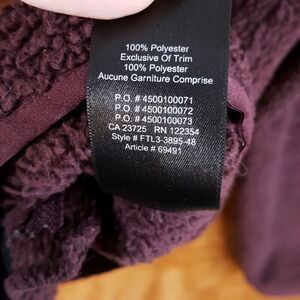 100% Polyester
Exclusive Of Trim
100% Polyester
Aucune Garniture Comprise
P.O. # 4500100071
P.O. # 4500100072
P.O. # 4500100073
CA 23725 RN 122354
Style # FTL3-3895-48
Article # 69491